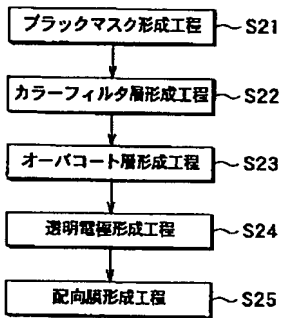 ブラックマスク形成工程 S21
カラーフィルタ層形成工程 S22
オーバコート層形成工程 S23
透明電極形成工程 S24
配向膜形成工程 S25